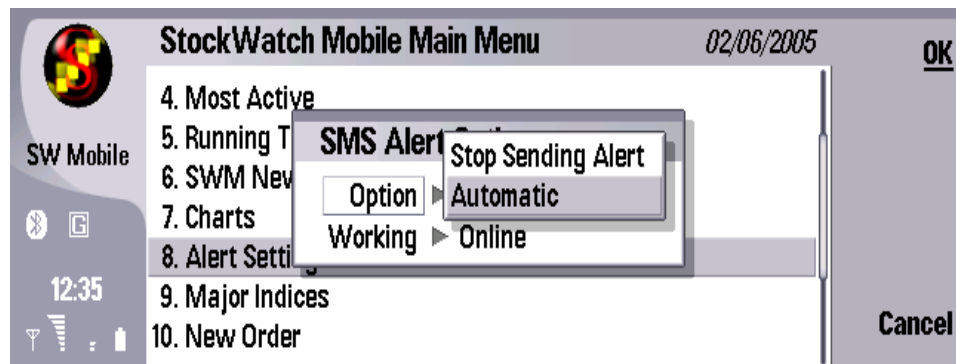 StockWatch Mobile Main Menu
02/06/2005
OK
SW Mobile
4. Most Active
5. Running T
6. SWM New
7. Charts
8. Alert Setti
9. Major Indices
10. New Order
SMS Alert
Stop Sending Alert
Option
Automatic
Working
Online
G
12:35
Cancel